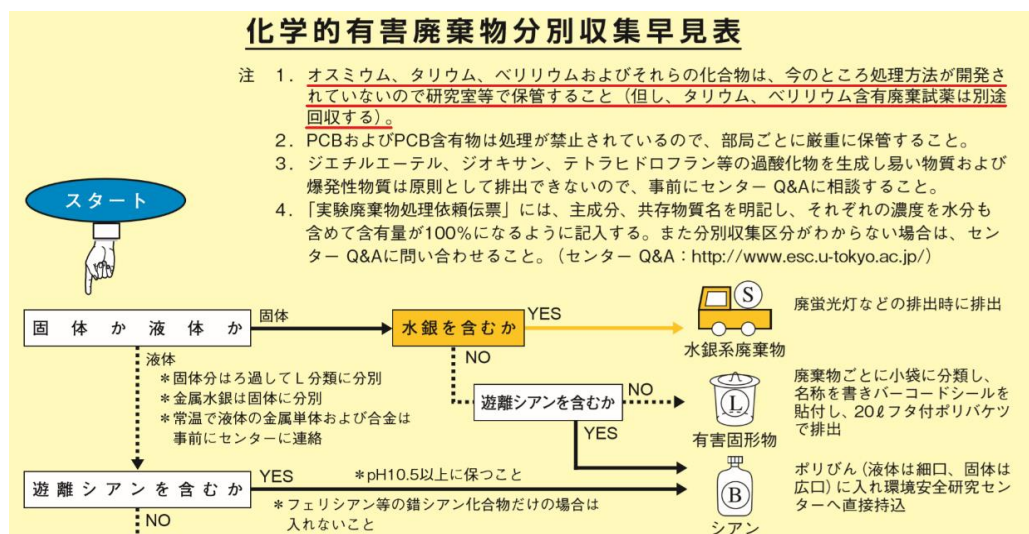 化学的有害廃棄物分別収集早見表
注 1. オスミウム、タリウム、ベリリウムおよびそれらの化合物は、今のところ処理方法が開発さ
れていないので研究室等で保管すること（但し、タリウム、ベリリウム含有廃棄試薬は別途
回収する）。
2. PCBおよびPCB含有物は処理が禁止されているので、部局ごとに厳重に保管すること。
3. ジエチルエーテル、ジオキサン、テトラヒドロフラン等の過酸化物を生成し易い物質および
爆発性物質は原則として排出できないので、事前にセンター Q&Aに相談すること。
4.「実験廃棄物処理依頼伝票」には、主成分、共存物質名を明記し、それぞれの濃度を水分も
含めて含有量が100%になるように記入する。また分別収集区分がわからない場合は、セン
ター Q&Aに問い合わせること。（センター Q&A：http://www.esc.u-tokyo.ac.jp/）
スタート
固体か液体か
固体
水銀を含むか
YES
S
水銀系廃棄物
廃蛍光灯などの排出時に排出
液体
＊固体分はろ過してL分類に分別
＊金属水銀は固体に分別
＊常温で液体の金属単体および合金は
事前にセンターに連絡
NO
遊離シアンを含むか
NO
YES
L
有害固形物
廃棄物ごとに小袋に分類し、
名称を書きバーコードシールを
貼付し、20ℓフタ付ポリバケツ
で排出
遊離シアンを含むか
YES
＊pH10.5以上に保つこと
＊フェリシアン等の錯シアン化合物だけの場合は
入れないこと
NO
B
シアン
ポリびん（液体は細口、固体は
広口）に入れ環境安全研究セン
ターへ直接持込